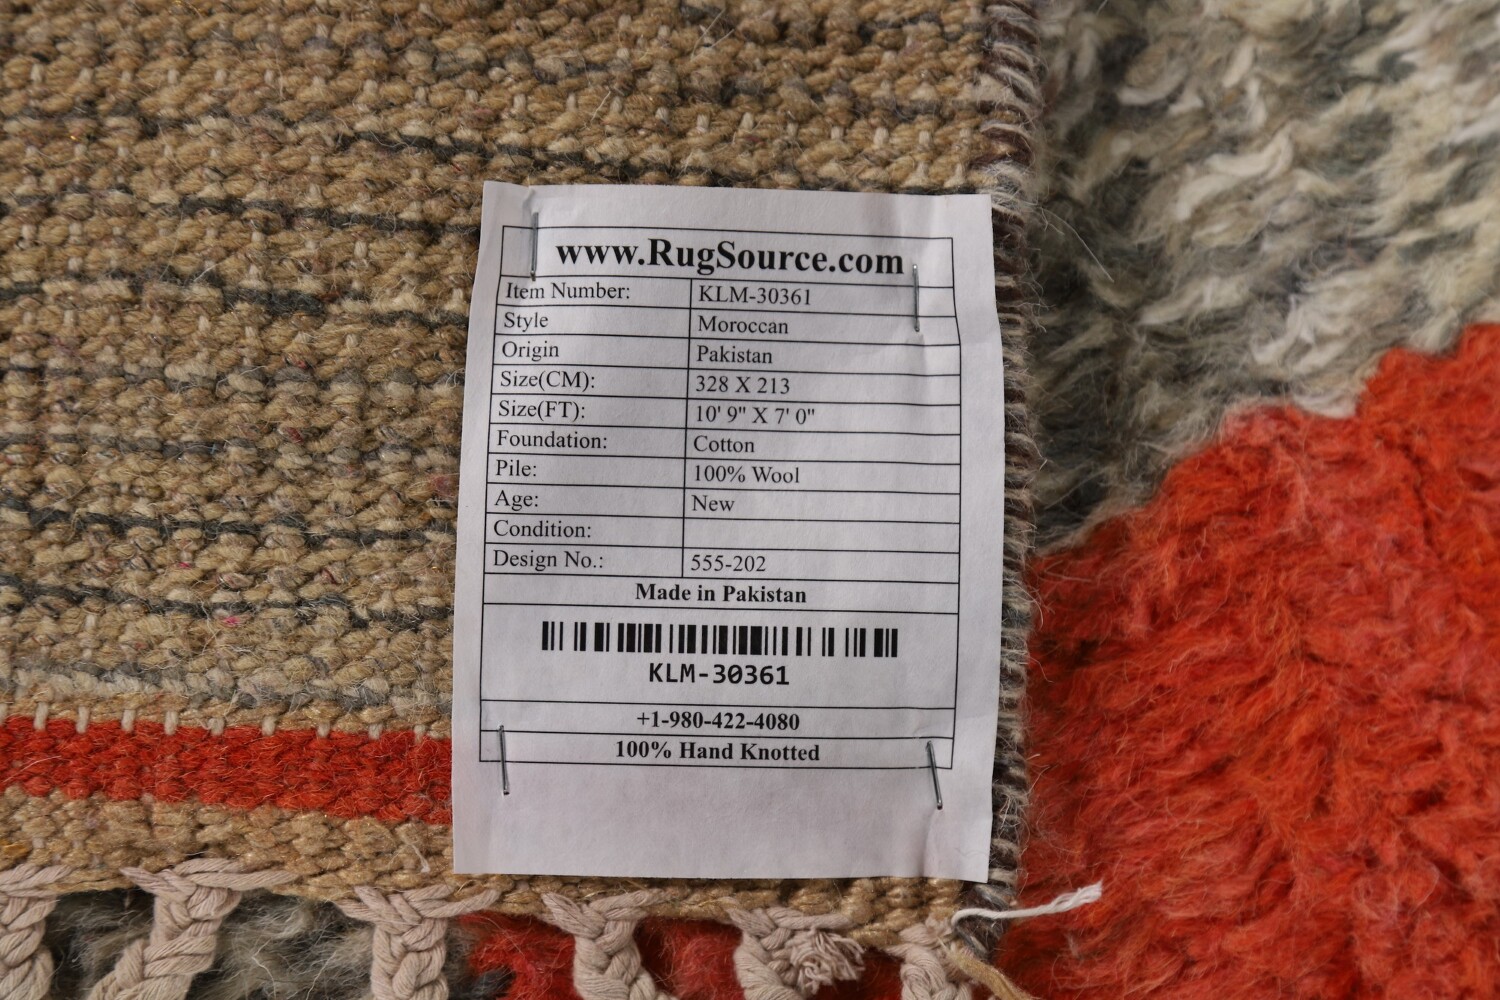 www.RugSource.com
Item Number: KLM-30361
Style Moroccan
Origin Pakistan
Size(CM): 328 X 213
Size(FT): 10' 9" X 7' 0"
Foundation: Cotton
Pile: 100% Wool
Age: New
Condition:
Design No.: 555-202
Made in Pakistan
KLM-30361
+1-980-422-4080
100% Hand Knotted